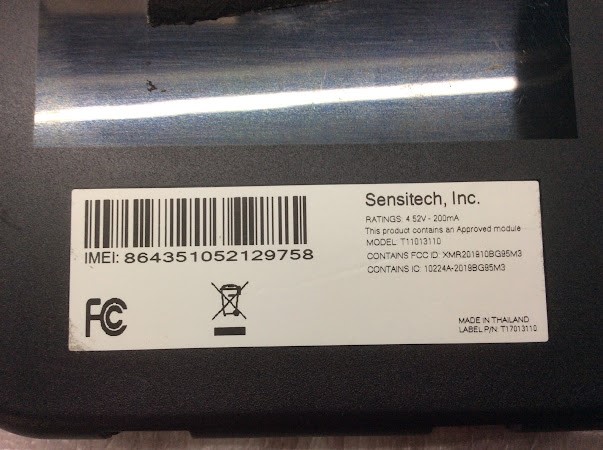 Sensitech, Inc.
RATINGS: 4.52V - 200mA
This product contains an Approved module
MODEL: T11013110
CONTAINS FCC ID: XMR201910BG95M3
CONTAINS IC: 10224A-2019BG95M3
IMEI: 864351052129758
FC
MADE IN THAILAND
LABEL P/N: T17013110